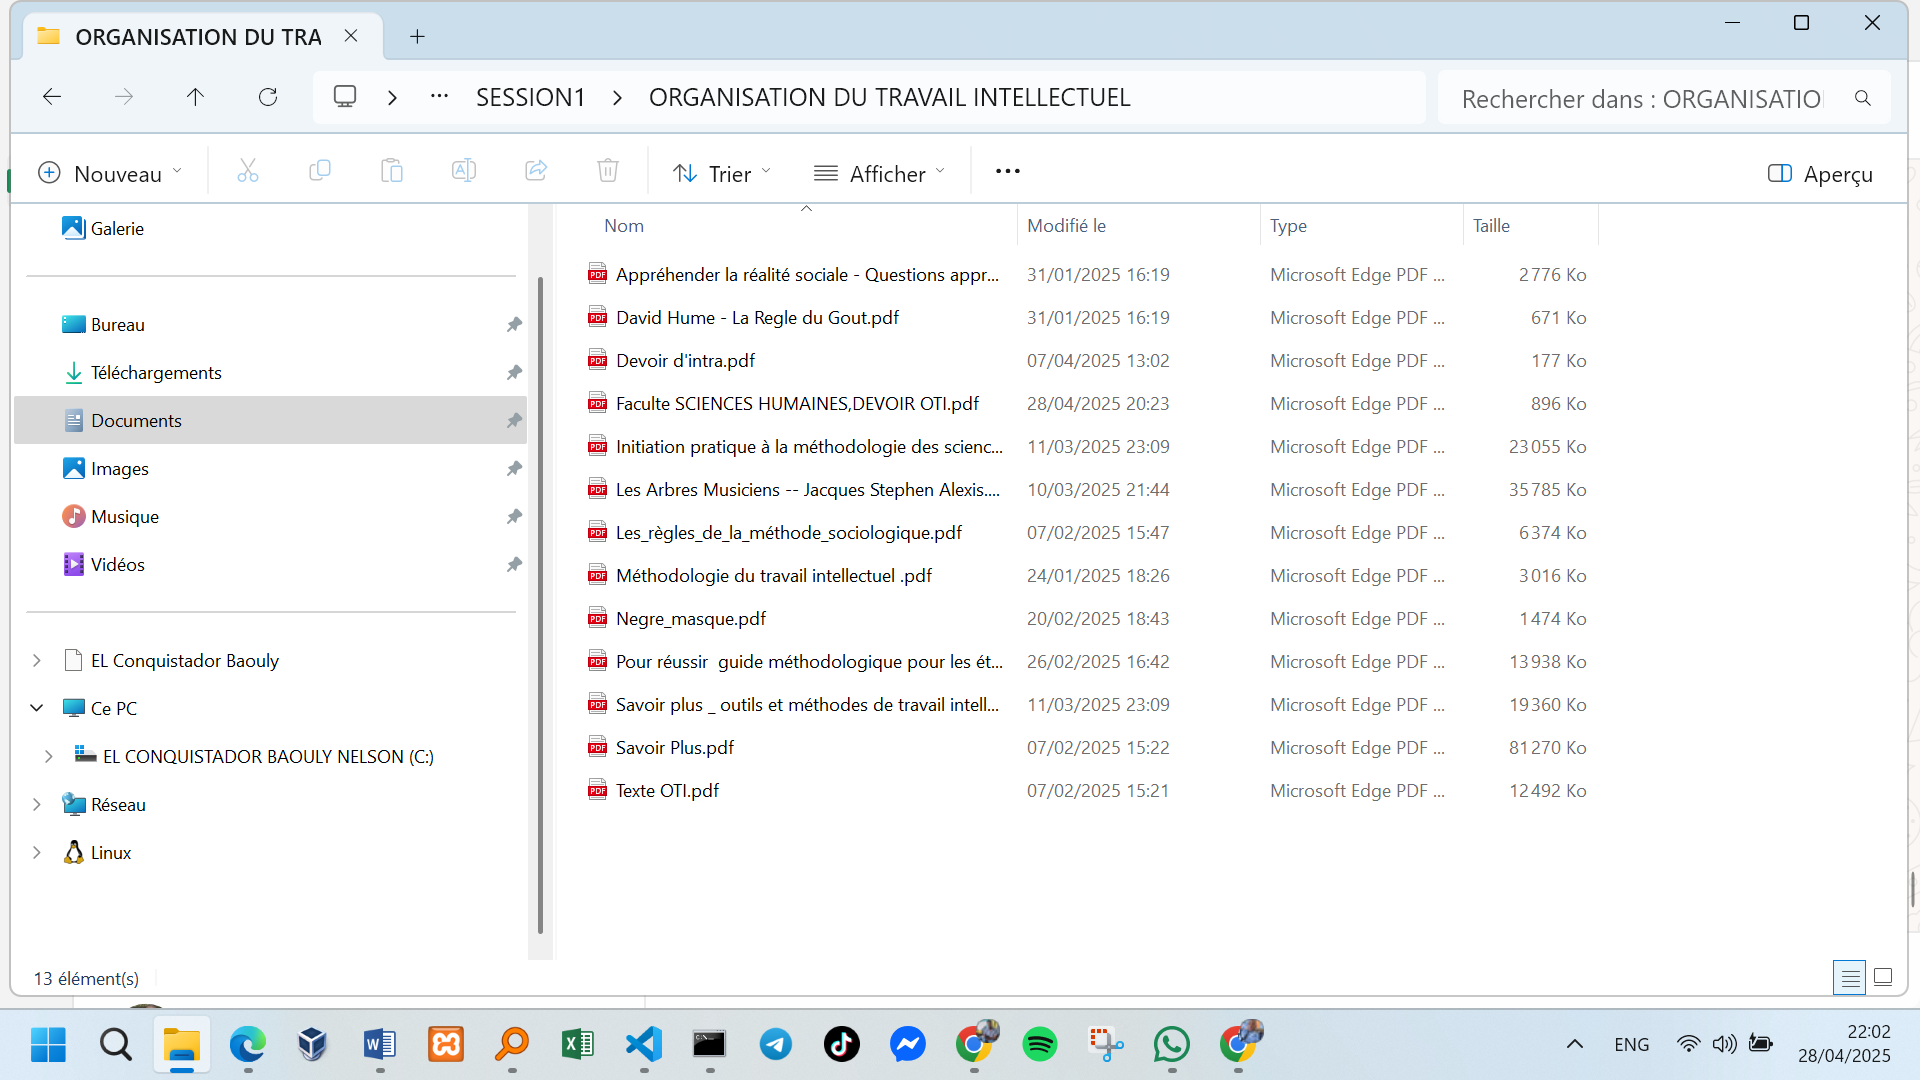 ORGANISATION DU TRA
SESSION1
ORGANISATION DU TRAVAIL INTELLECTUEL
Rechercher dans : ORGANISATIO
Nouveau
Trier
Afficher
Aperçu
Galerie
Bureau
Téléchargements
Documents
Images
Musique
Vidéos
EL Conquistador Baouly
Ce PC
EL CONQUISTADOR BAOULY NELSON (C:)
Réseau
Linux
Nom Modifié le Type Taille
Appréhender la réalité sociale - Questions appr... 31/01/2025 16:19 Microsoft Edge PDF ... 2 776 Ko
David Hume - La Regle du Gout.pdf 31/01/2025 16:19 Microsoft Edge PDF ... 671 Ko
Devoir d'intra.pdf 07/04/2025 13:02 Microsoft Edge PDF ... 177 Ko
Faculte SCIENCES HUMAINES,DEVOIR OTI.pdf 28/04/2025 20:23 Microsoft Edge PDF ... 896 Ko
Initiation pratique à la méthodologie des scienc... 11/03/2025 23:09 Microsoft Edge PDF ... 23 055 Ko
Les Arbres Musiciens -- Jacques Stephen Alexis.... 10/03/2025 21:44 Microsoft Edge PDF ... 35 785 Ko
Les_règles_de_la_méthode_sociologique.pdf 07/02/2025 15:47 Microsoft Edge PDF ... 6 374 Ko
Méthodologie du travail intellectuel .pdf 24/01/2025 18:26 Microsoft Edge PDF ... 3 016 Ko
Negre_masque.pdf 20/02/2025 18:43 Microsoft Edge PDF ... 1 474 Ko
Pour réussir  guide méthodologique pour les ét... 26/02/2025 16:42 Microsoft Edge PDF ... 13 938 Ko
Savoir plus _ outils et méthodes de travail intell... 11/03/2025 23:09 Microsoft Edge PDF ... 19 360 Ko
Savoir Plus.pdf 07/02/2025 15:22 Microsoft Edge PDF ... 81 270 Ko
Texte OTI.pdf 07/02/2025 15:21 Microsoft Edge PDF ... 12 492 Ko
13 élément(s)
ENG
22:02
28/04/2025